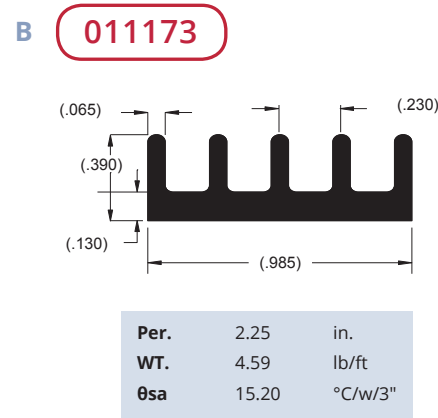 B 011173
(.065) (.230)
(.390)
(.130)
(.985)
Per. 2.25 in.
WT. 4.59 lb/ft
θsa 15.20 °C/w/3"